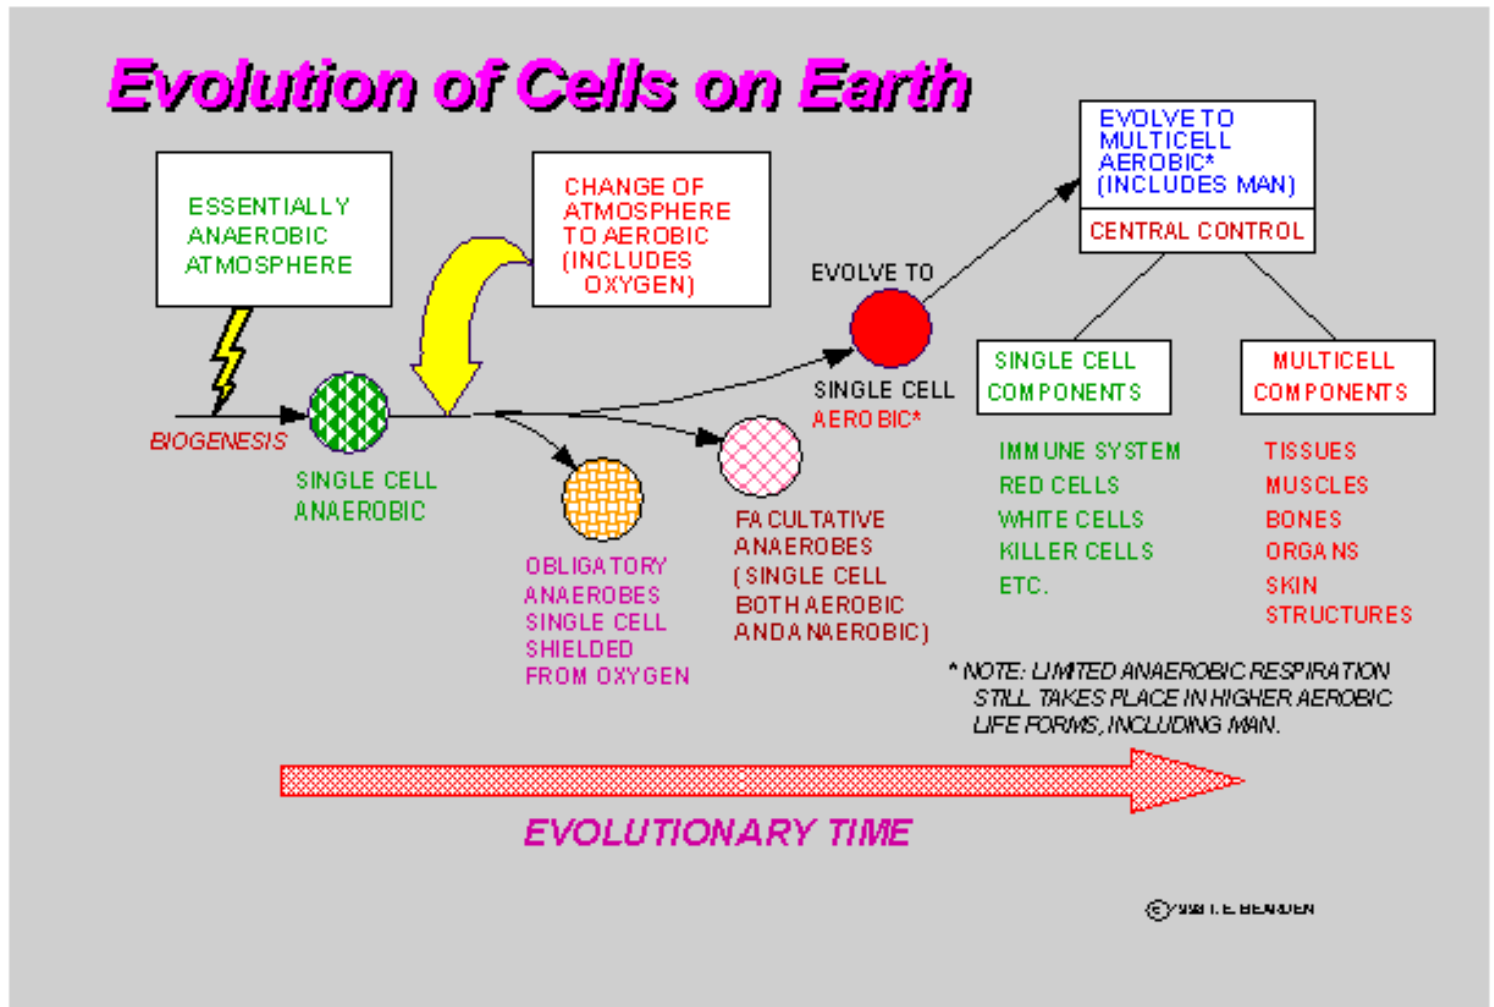 Evolution of Cells on Earth
ESSENTIALLY
ANAEROBIC
ATMOSPHERE
CHANGE OF
ATMOSPHERE
TO AEROBIC
(INCLUDES
OXYGEN)
EVOLVE TO
MULTICELL
AEROBIC*
(INCLUDES MAN)
CENTRAL CONTROL
EVOLVE TO
SINGLE CELL
AEROBIC*
BIOGENESIS
SINGLE CELL
ANAEROBIC
OBLIGATORY
ANAEROBES
SINGLE CELL
SHIELDED
FROM OXYGEN
FACULTATIVE
ANAEROBES
(SINGLE CELL
BOTH AEROBIC
AND ANAEROBIC)
SINGLE CELL
COMPONENTS
IMMUNE SYSTEM
RED CELLS
WHITE CELLS
KILLER CELLS
ETC.
MULTICELL
COMPONENTS
TISSUES
MUSCLES
BONES
ORGANS
SKIN
STRUCTURES
* NOTE: LIMITED ANAEROBIC RESPIRATION
STILL TAKES PLACE IN HIGHER AEROBIC
LIFE FORMS, INCLUDING MAN.
EVOLUTIONARY TIME
© T. E. BEARDEN